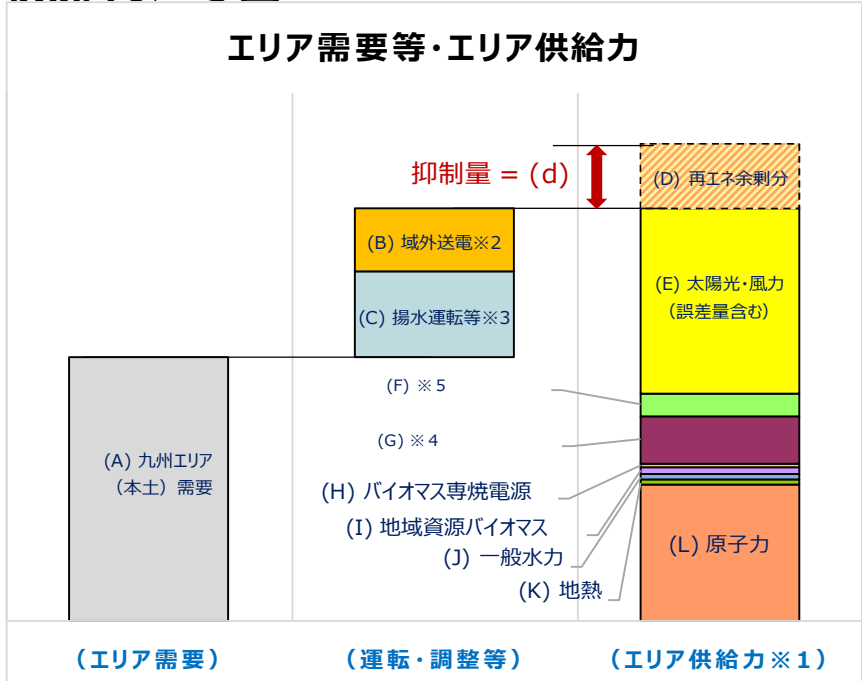 エリア需要等・エリア供給力
抑制量 = (d)
(D) 再エネ余剰分
(B) 域外送電※2
(C) 揚水運転等※3
(E) 太陽光・風力
(誤差量含む)
(F) ※5
(G) ※4
(A) 九州エリア
(本土) 需要
(H) バイオマス専焼電源
(I) 地域資源バイオマス
(J) 一般水力
(K) 地熱
(L) 原子力
(エリア需要)
(運転・調整等)
(エリア供給力※1)